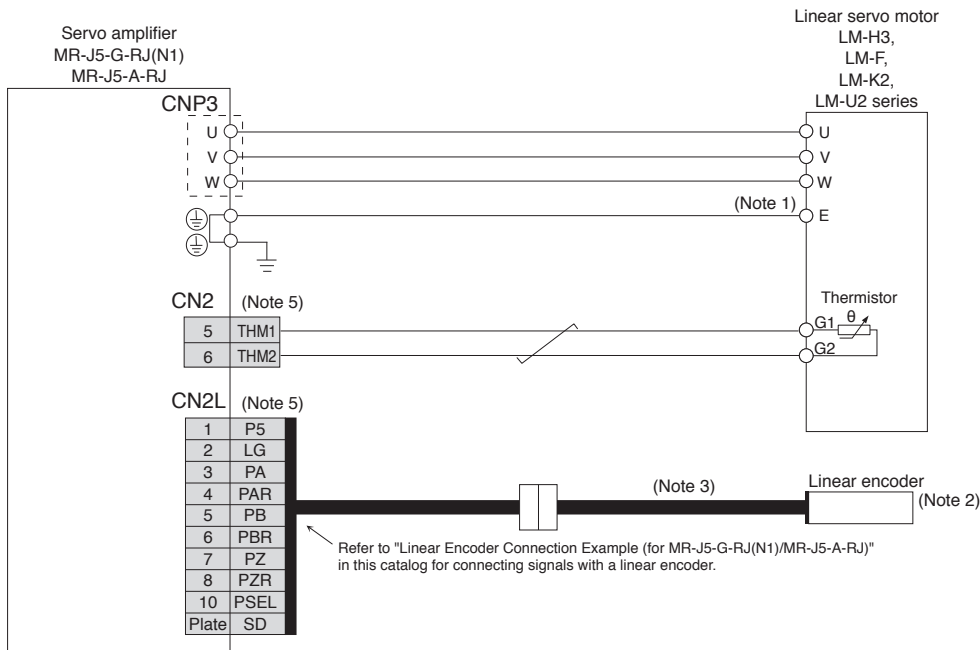 Servo amplifier
MR-J5-G-RJ(N1)
MR-J5-A-RJ
Linear servo motor
LM-H3,
LM-F,
LM-K2,
LM-U2 series
CNP3
U
V
W
U
V
W
(Note 1)
E
CN2 (Note 5)
5 THM1
6 THM2
Thermistor
θ
G1
G2
CN2L (Note 5)
1 P5
2 LG
3 PA
4 PAR
5 PB
6 PBR
7 PZ
8 PZR
10 PSEL
Plate SD
(Note 3)
Linear encoder
(Note 2)
Refer to "Linear Encoder Connection Example (for MR-J5-G-RJ(N1)/MR-J5-A-RJ)"
in this catalog for connecting signals with a linear encoder.